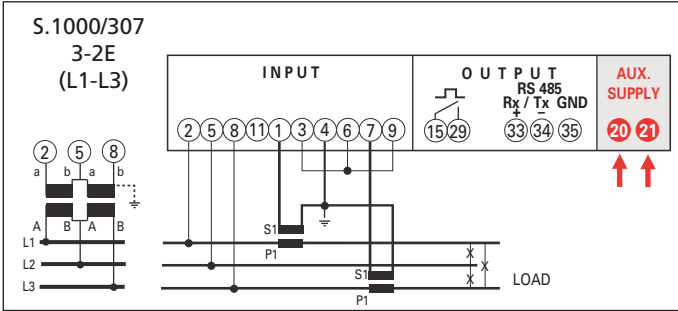 S.1000/307
3-2E
(L1-L3)
INPUT
OUTPUT
RS 485
Rx / Tx GND
+ −
AUX.
SUPPLY
2 5 8 11 1 3 4 6 7 9
15 29 33 34 35
20 21
2 5 8
a b a b
A B A B
L1
L2
L3
S1
P1
S1
P1
X
X
X
LOAD